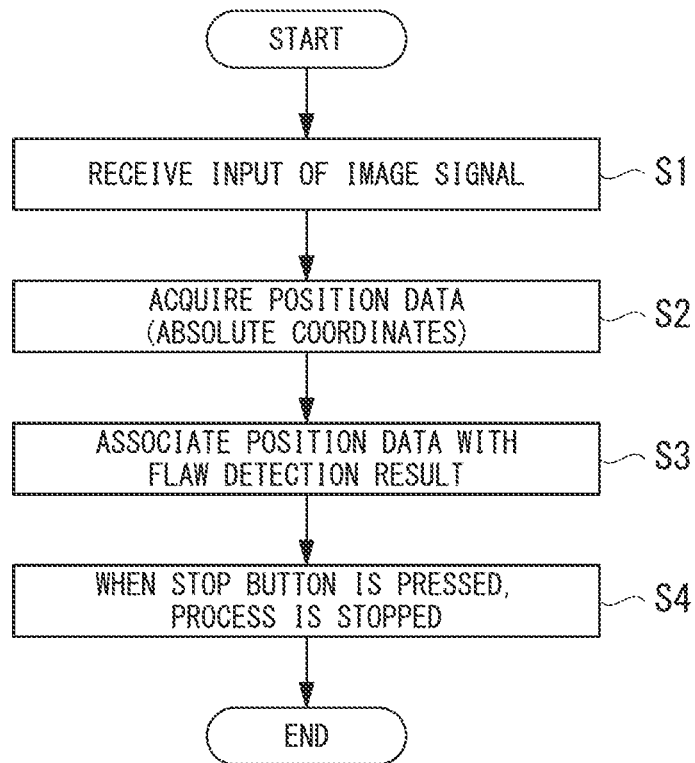 START
RECEIVE INPUT OF IMAGE SIGNAL
S1
ACQUIRE POSITION DATA
(ABSOLUTE COORDINATES)
S2
ASSOCIATE POSITION DATA WITH
FLAW DETECTION RESULT
S3
WHEN STOP BUTTON IS PRESSED,
PROCESS IS STOPPED
S4
END